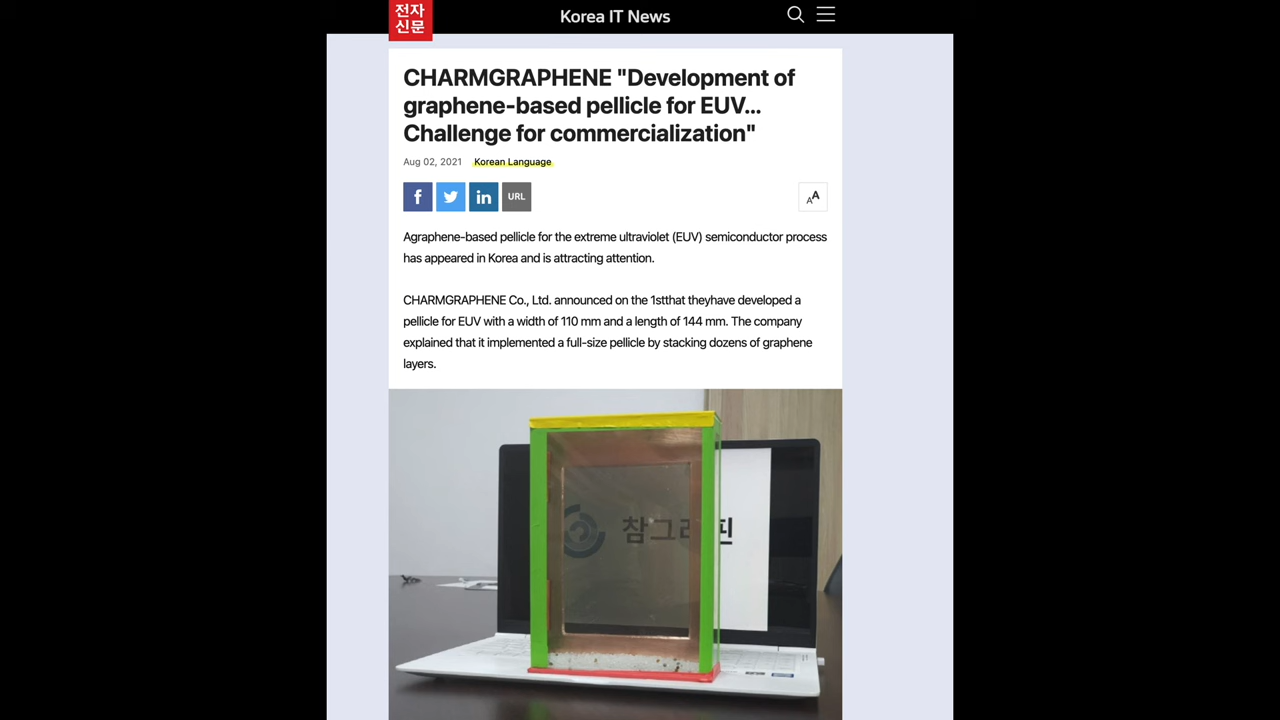 전자
신문
Korea IT News
CHARMGRAPHENE "Development of
graphene-based pellicle for EUV...
Challenge for commercialization"
Aug 02, 2021 Korean Language
f in URL
AA
Agraphene-based pellicle for the extreme ultraviolet (EUV) semiconductor process
has appeared in Korea and is attracting attention.
CHARMGRAPHENE Co., Ltd. announced on the 1stthat theyhave developed a
pellicle for EUV with a width of 110 mm and a length of 144 mm. The company
explained that it implemented a full-size pellicle by stacking dozens of graphene
layers.
참그래핀